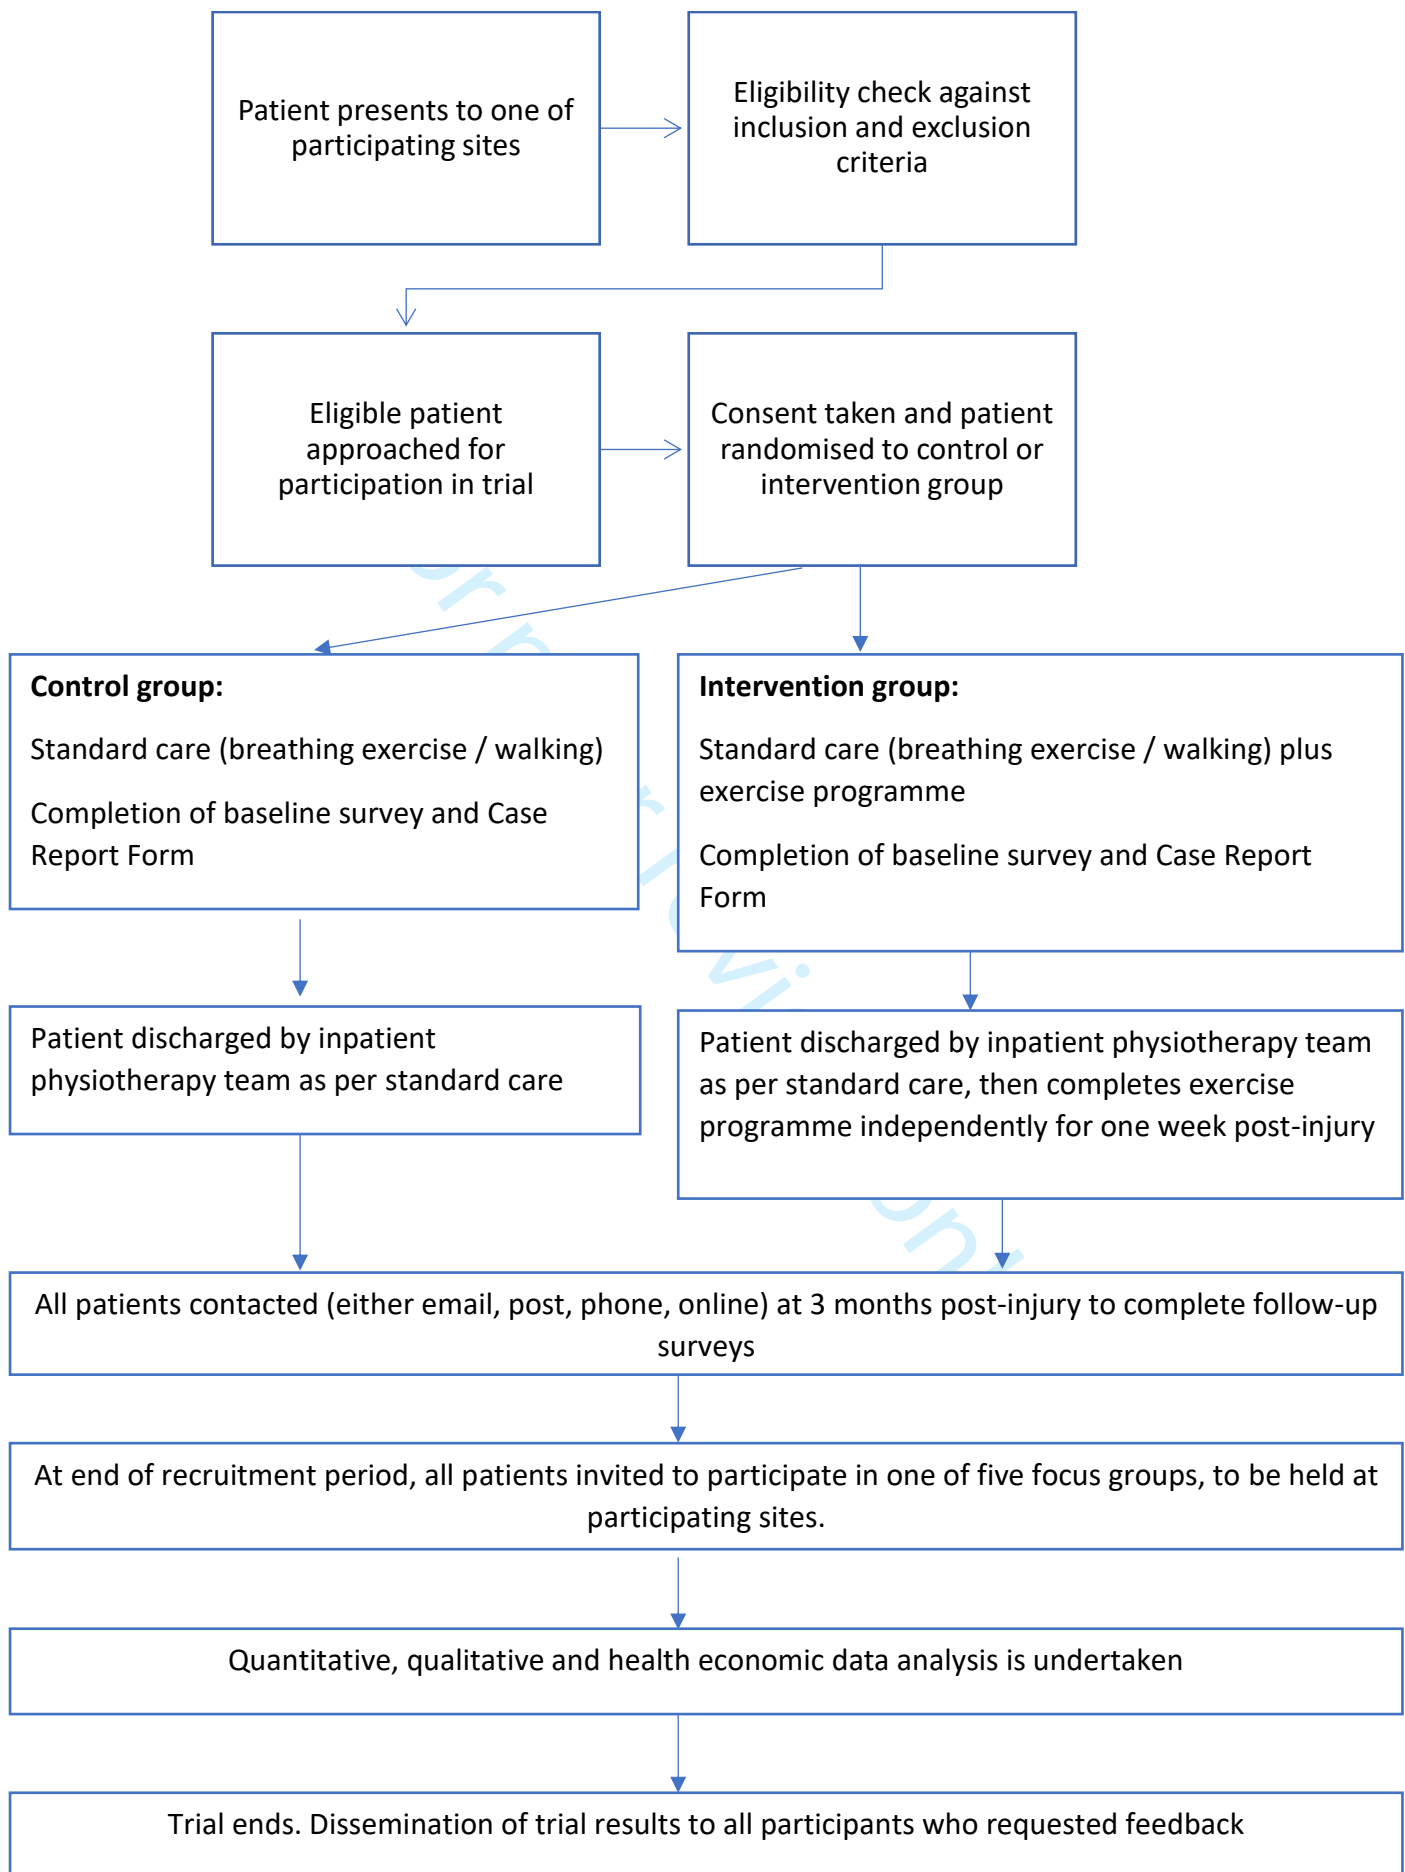 Patient presents to one of
participating sites
Eligibility check against
inclusion and exclusion
criteria
Eligible patient
approached for
participation in trial
Consent taken and patient
randomised to control or
intervention group
Control group:
Standard care (breathing exercise / walking)
Completion of baseline survey and Case
Report Form
Intervention group:
Standard care (breathing exercise / walking) plus
exercise programme
Completion of baseline survey and Case Report
Form
Patient discharged by inpatient
physiotherapy team as per standard care
Patient discharged by inpatient physiotherapy team
as per standard care, then completes exercise
programme independently for one week post-injury
All patients contacted (either email, post, phone, online) at 3 months post-injury to complete follow-up
surveys
At end of recruitment period, all patients invited to participate in one of five focus groups, to be held at
participating sites.
Quantitative, qualitative and health economic data analysis is undertaken
Trial ends. Dissemination of trial results to all participants who requested feedback